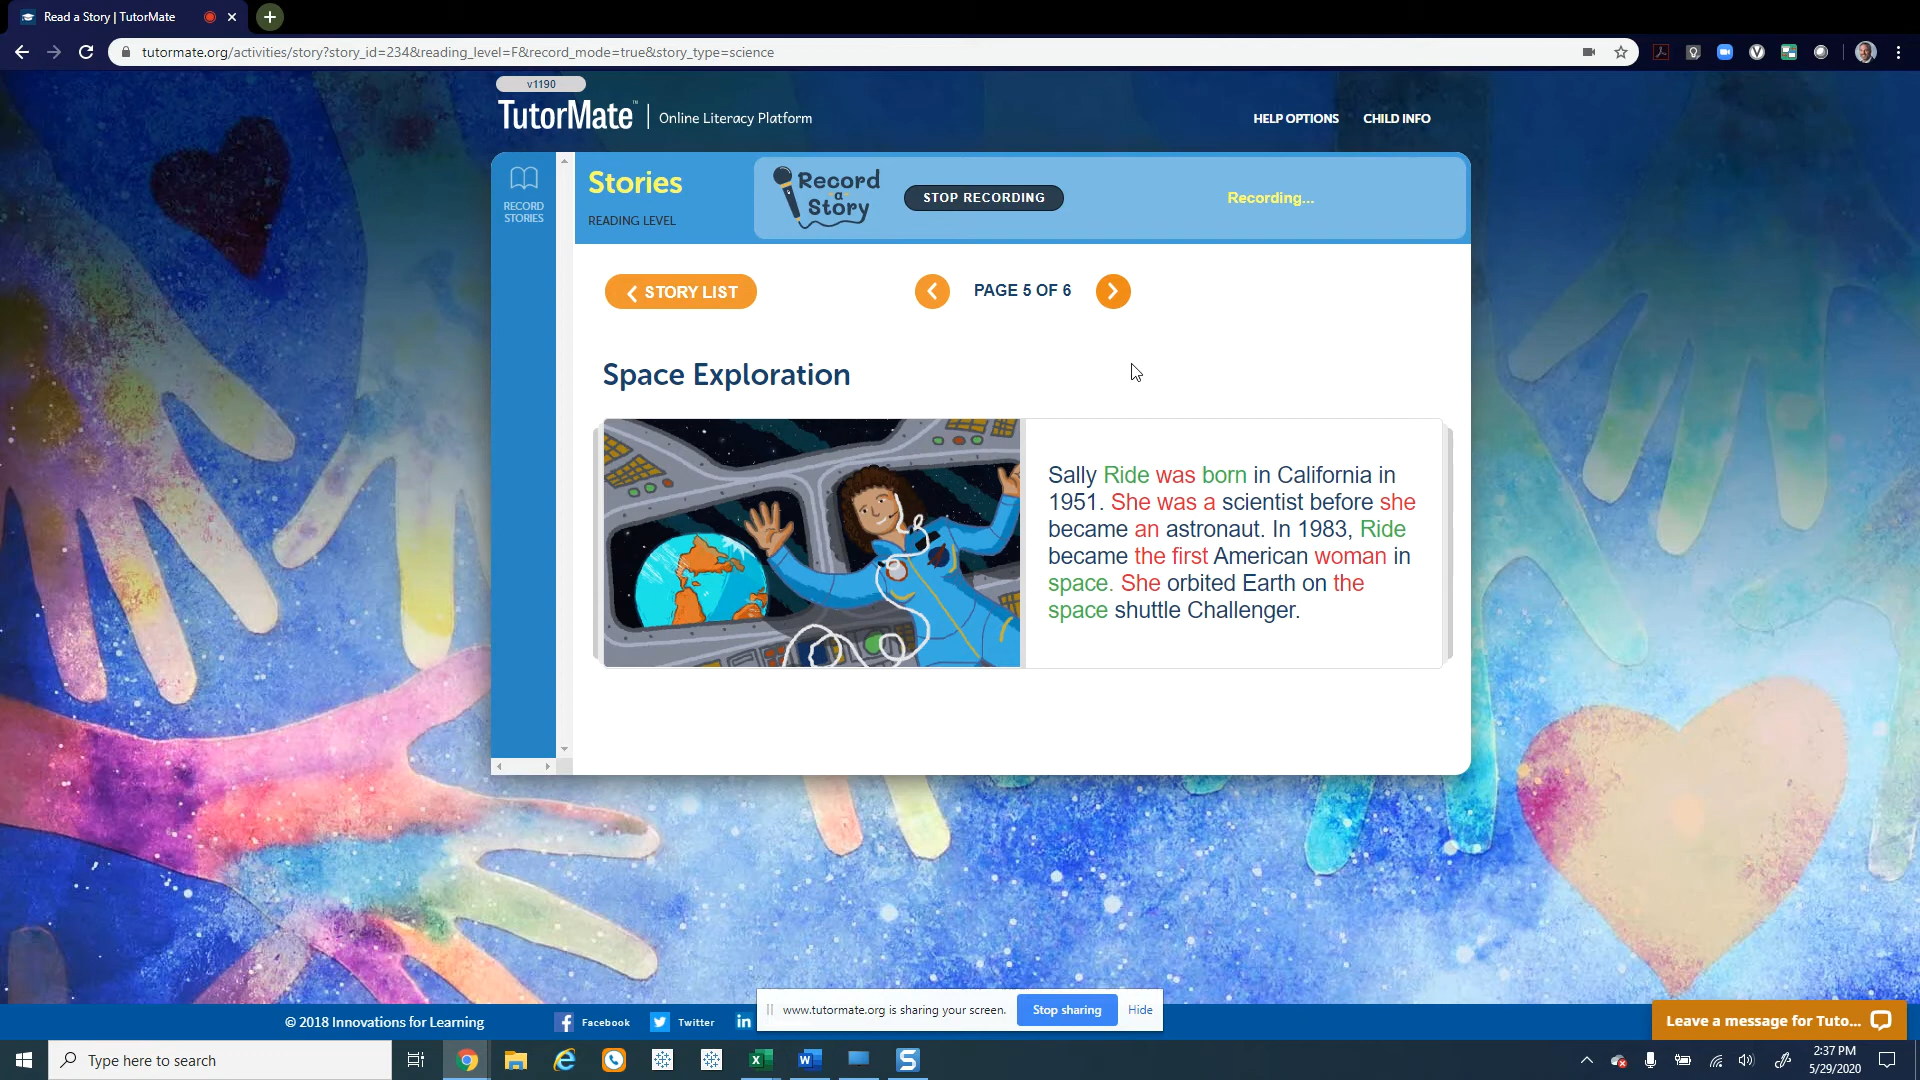 Read a Story | TutorMate
tutormate.org/activities/story?story_id=234&reading_level=F&record_mode=true&story_type=science
v1190
TutorMate™ | Online Literacy Platform
HELP OPTIONS
CHILD INFO
RECORD
STORIES
Stories
READING LEVEL
Record
a
Story
STOP RECORDING
Recording...
STORY LIST
PAGE 5 OF 6
Space Exploration
Sally Ride was born in California in
1951. She was a scientist before she
became an astronaut. In 1983, Ride
became the first American woman in
space. She orbited Earth on the
space shuttle Challenger.
© 2018 Innovations for Learning
Facebook
Twitter
in
www.tutormate.org is sharing your screen.
Stop sharing
Hide
Leave a message for Tuto...
Type here to search
2:37 PM
5/29/2020